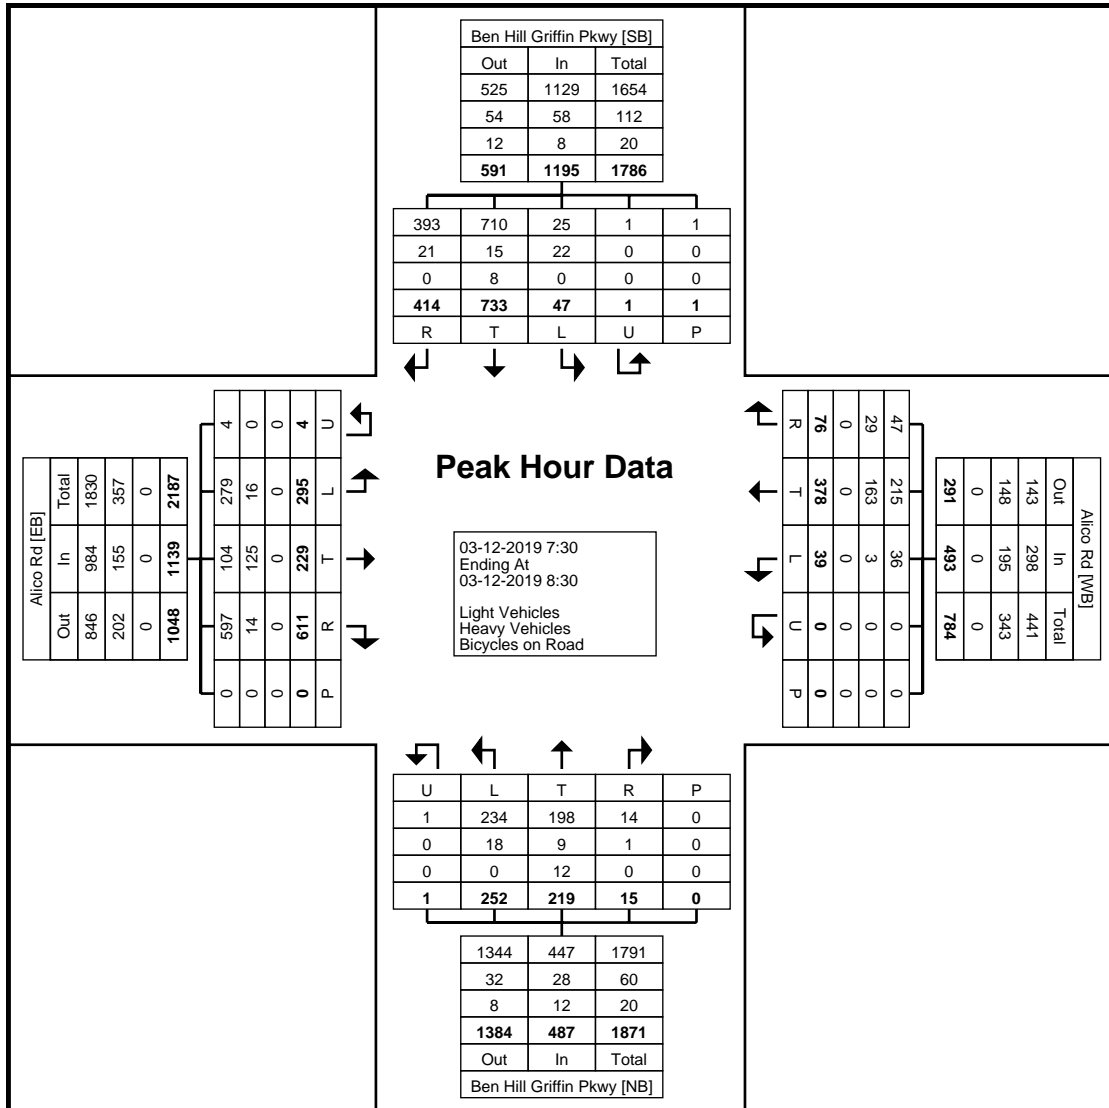 Ben Hill Griffin Pkwy [SB]
Out In Total
525 1129 1654
54 58 112
12 8 20
591 1195 1786
393 710 25 1 1
21 15 22 0 0
0 8 0 0 0
414 733 47 1 1
R T L U P
Alico Rd [EB]
Total In Out
1830 984 846
357 155 202
0 0 0
2187 1139 1048
4 279 104 597 0
0 16 125 14 0
0 0 0 0 0
4 295 229 611 0
U L T R P
Peak Hour Data
03-12-2019 7:30
Ending At
03-12-2019 8:30
Light Vehicles
Heavy Vehicles
Bicycles on Road
R T L U P
76 378 39 0 0
0 0 0 0 0
29 163 3 0 0
47 215 36 0 0
Alico Rd [WB]
Out In Total
143 298 441
148 195 343
0 0 0
291 493 784
U L T R P
1 234 198 14 0
0 18 9 1 0
0 0 12 0 0
1 252 219 15 0
1344 447 1791
32 28 60
8 12 20
1384 487 1871
Out In Total
Ben Hill Griffin Pkwy [NB]